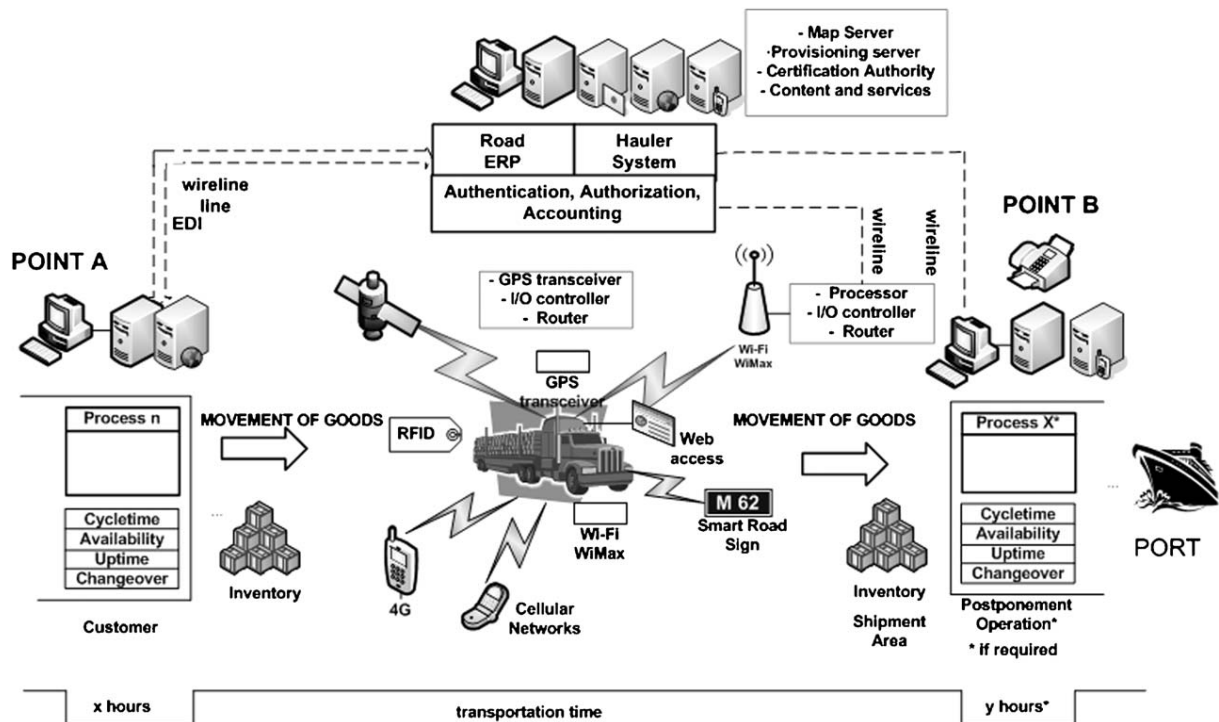 - Map Server
·Provisioning server
- Certification Authority
- Content and services
Road
ERP
Hauler
System
Authentication, Authorization,
Accounting
wireline
line
EDI
wireline
wireline
POINT A
POINT B
- GPS transceiver
- I/O controller
- Router
- Processor
- I/O controller
- Router
Wi-Fi
WiMax
GPS
transceiver
Process n
MOVEMENT OF GOODS
RFID
Web
access
MOVEMENT OF GOODS
Process X*
...
...
M 62
Smart Road
Sign
WI-FI
WiMax
Cycletime
Availability
Uptime
Changeover
Cycletime
Availability
Uptime
Changeover
PORT
Inventory
4G
Cellular
Networks
Inventory
Shipment
Area
Customer
Postponement
Operation*
* if required
x hours
transportation time
y hours*